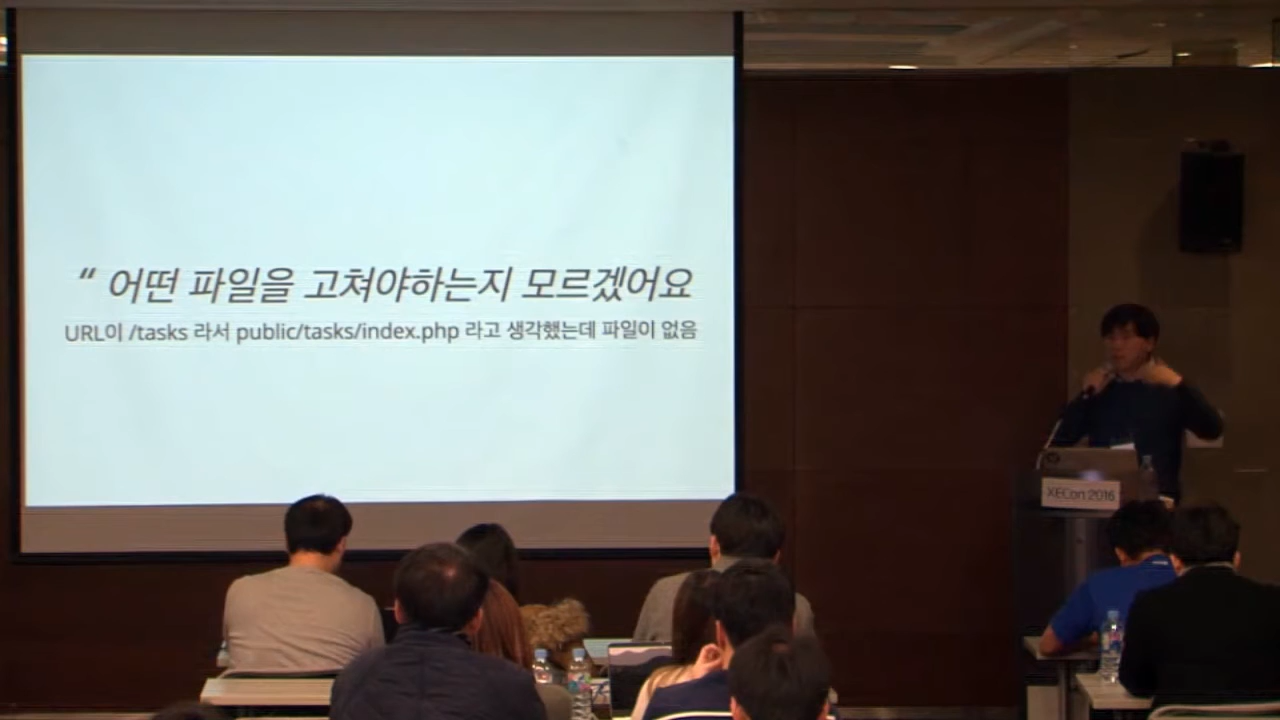 “ 어떤 파일을 고쳐야하는지 모르겠어요
URL이 /tasks 라서 public/tasks/index.php 라고 생각했는데 파일이 없음
XECon 2016